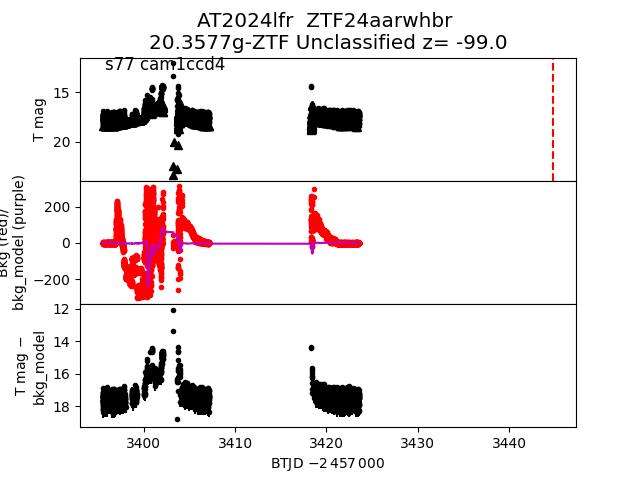 AT2024lfr  ZTF24aarwhbr
20.3577g-ZTF Unclassified z= -99.0
s77 cam1ccd4
T mag
15
20
Bkg (red)/
bkg_model (purple)
200
0
−200
T mag −
bkg_model
12
14
16
18
3400
3410
3420
3430
3440
BTJD −2 457 000